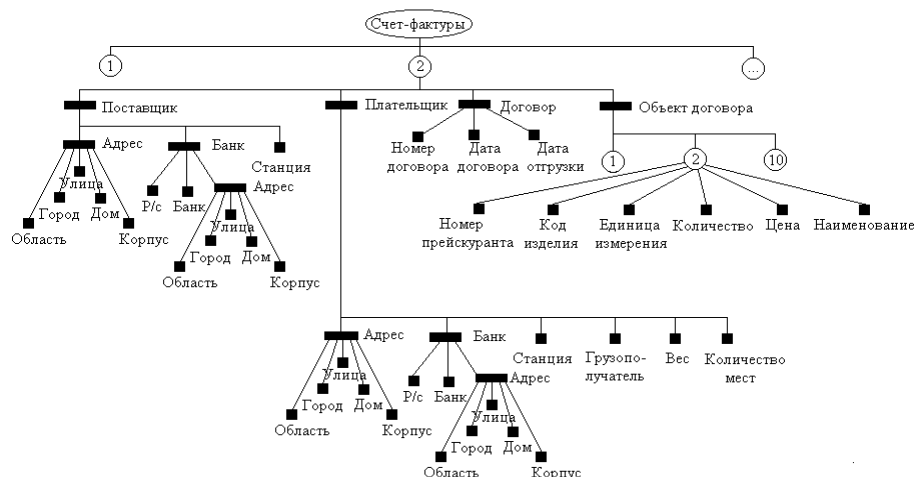 Счет-фактуры
1
2
...
Поставщик
Плательщик
Договор
Объект договора
Адрес
Банк
Станция
Номер
договора
Дата
договора
Дата
отгрузки
1
2
10
Улица
Город
Дом
Область
Корпус
Р/с
Банк
Адрес
Улица
Город
Дом
Область
Корпус
Номер
прейскуранта
Код
изделия
Единица
измерения
Количество
Цена
Наименование
Адрес
Банк
Станция
Грузопо-
лучатель
Вес
Количество
мест
Улица
Город
Дом
Область
Корпус
Р/с
Банк
Адрес
Улица
Город
Дом
Область
Корпус